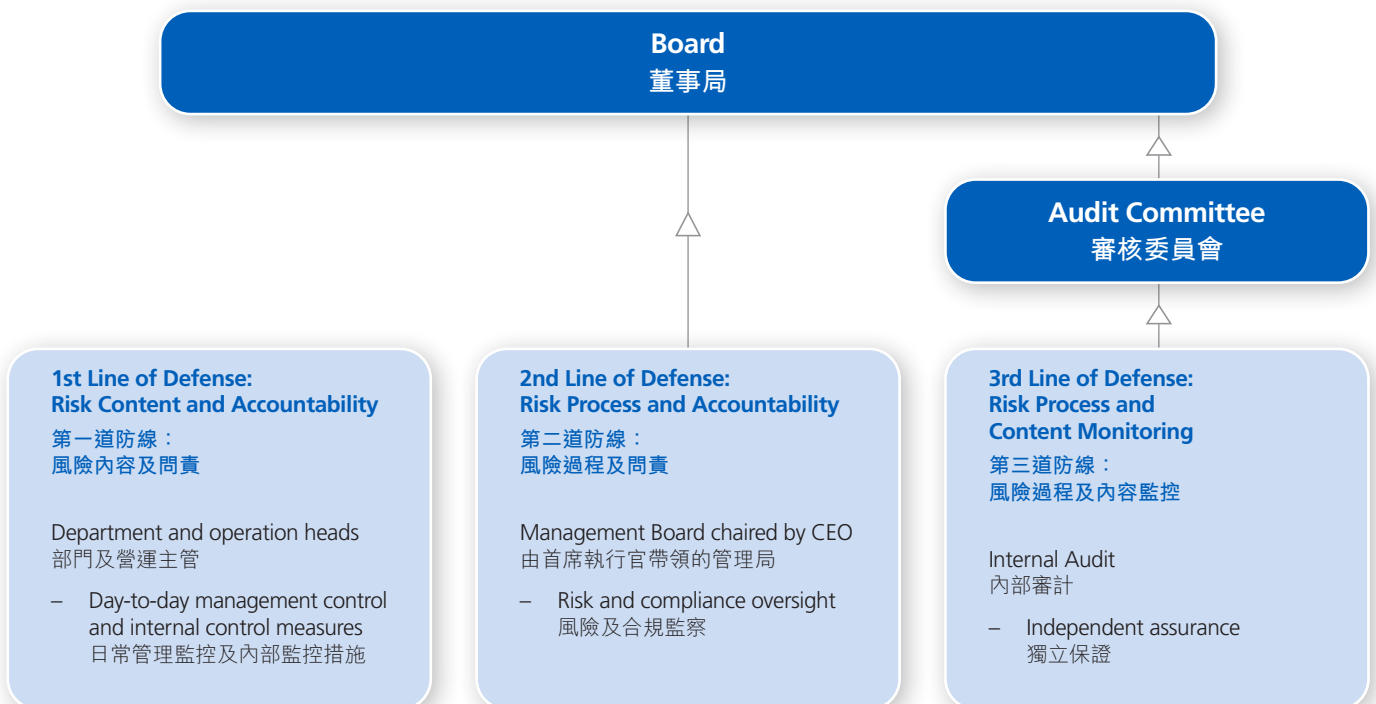 Board
董事局
Audit Committee
審核委員會
1st Line of Defense:
Risk Content and Accountability
第一道防線：
風險內容及問責
Department and operation heads
部門及營運主管
– Day-to-day management control
and internal control measures
日常管理監控及內部監控措施
2nd Line of Defense:
Risk Process and Accountability
第二道防線：
風險過程及問責
Management Board chaired by CEO
由首席執行官帶領的管理局
– Risk and compliance oversight
風險及合規監察
3rd Line of Defense:
Risk Process and
Content Monitoring
第三道防線：
風險過程及內容監控
Internal Audit
內部審計
– Independent assurance
獨立保證